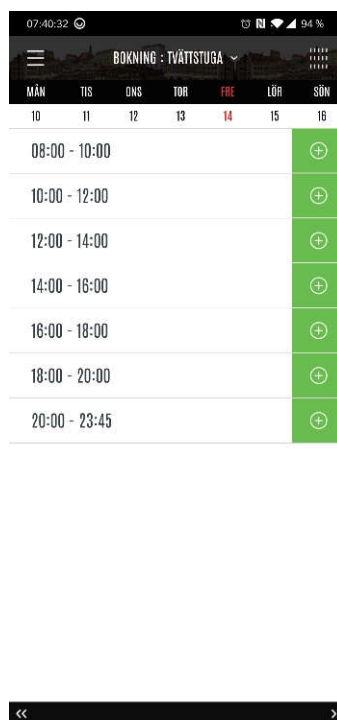 07:40:32 94 %
BOKNING : TVÄTTSTUGA
MÅN TIS ONS TOR FRE LÖR SÖN
10 11 12 13 14 15 16
08:00 - 10:00
10:00 - 12:00
12:00 - 14:00
14:00 - 16:00
16:00 - 18:00
18:00 - 20:00
20:00 - 23:45